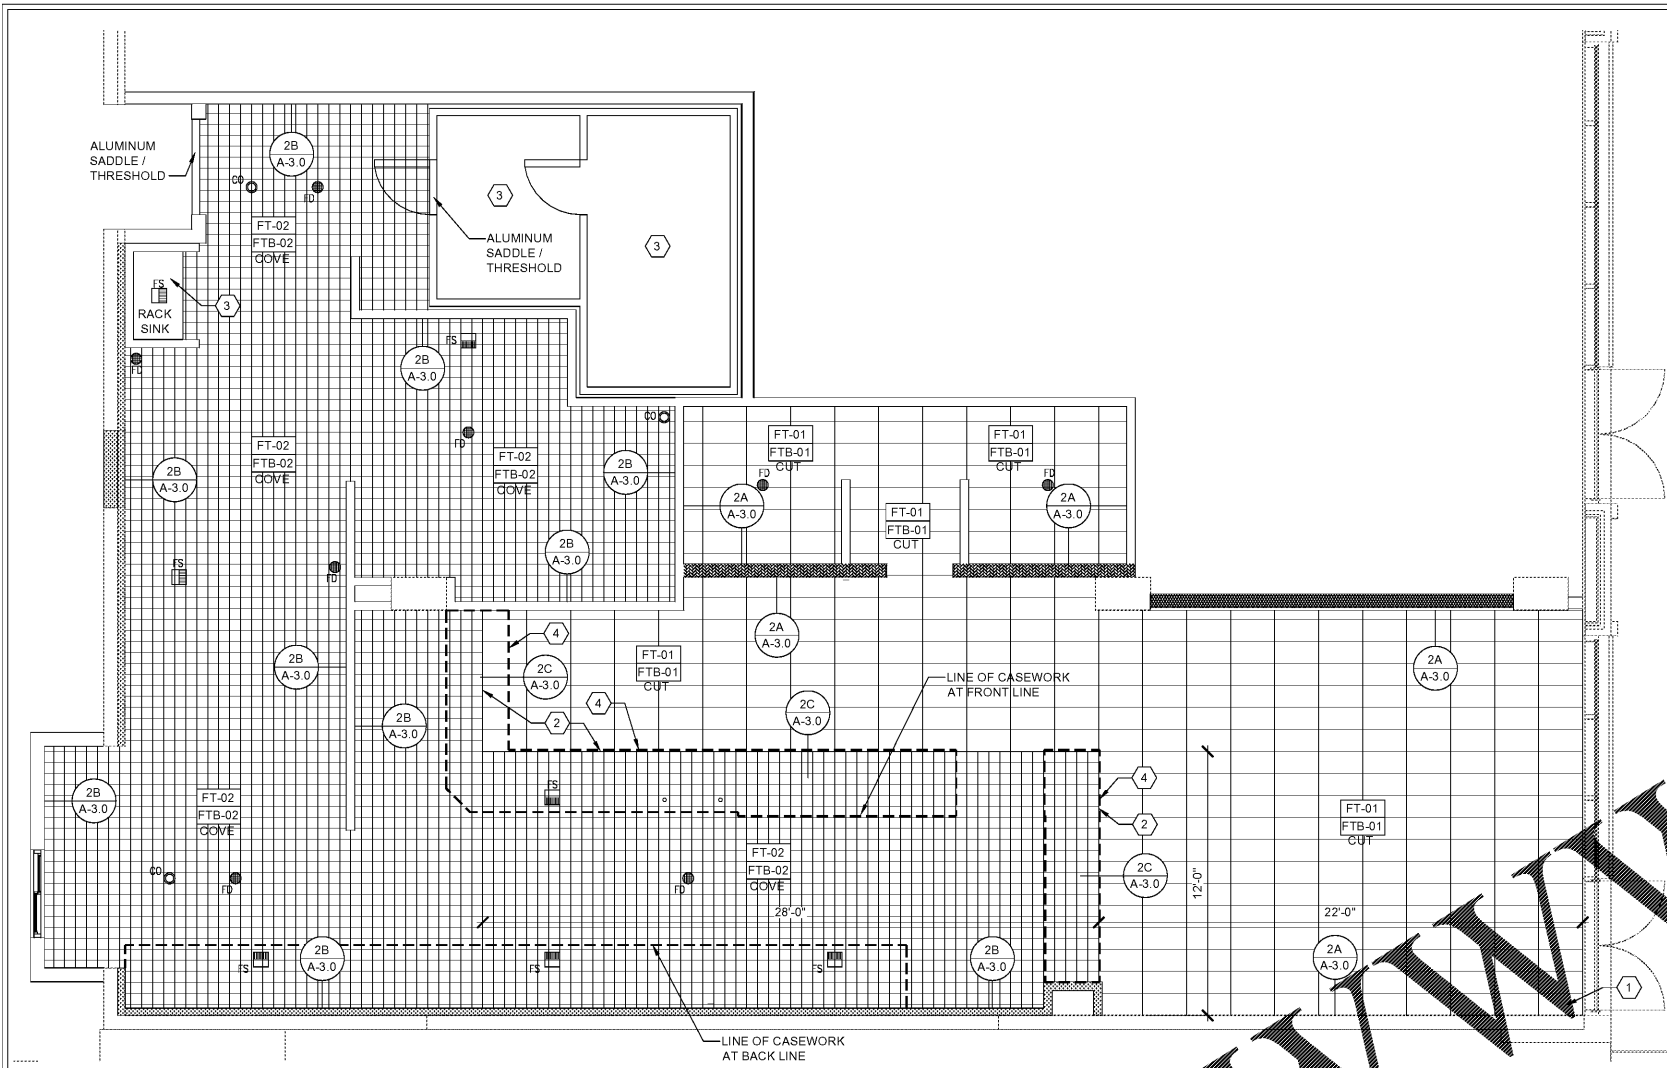 2B
A-3.0
ALUMINUM
SADDLE /
THRESHOLD
CO
FD
3
FT-02
FTB-02
COVE
ALUMINUM
SADDLE /
THRESHOLD
3
FS
3
RACK
SINK
FS
2B
A-3.0
FD
CO
FT-02
FTB-02
COVE
FD
FT-01
FTB-01
CUT
FT-01
FTB-01
CUT
FT-02
FTB-02
COVE
2B
A-3.0
2B
A-3.0
FD
FD
2A
A-3.0
2A
A-3.0
FT-01
FTB-01
CUT
2B
A-3.0
FS
FD
4
2A
A-3.0
2B
A-3.0
2C
A-3.0
FT-01
FTB-01
CUT
2A
A-3.0
LINE OF CASEWORK
AT FRONT LINE
4
2
2C
A-3.0
2B
A-3.0
4
FS
2B
A-3.0
FT-02
FTB-02
COVE
2
FT-01
FTB-01
CUT
FT-02
FTB-02
COVE
2C
A-3.0
12'-0"
CO
FD
FD
28'-0"
22'-0"
FS
2B
A-3.0
FS
FS
2B
A-3.0
2A
A-3.0
1
LINE OF CASEWORK
AT BACK LINE
WWW